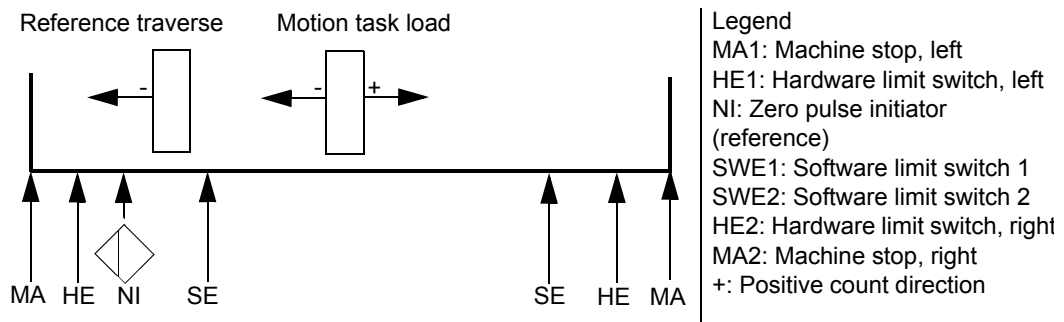 Reference traverse
Motion task load
-
-
+
MA HE NI SE SE HE MA
Legend
MA1: Machine stop, left
HE1: Hardware limit switch, left
NI: Zero pulse initiator
(reference)
SWE1: Software limit switch 1
SWE2: Software limit switch 2
HE2: Hardware limit switch, right
MA2: Machine stop, right
+: Positive count direction